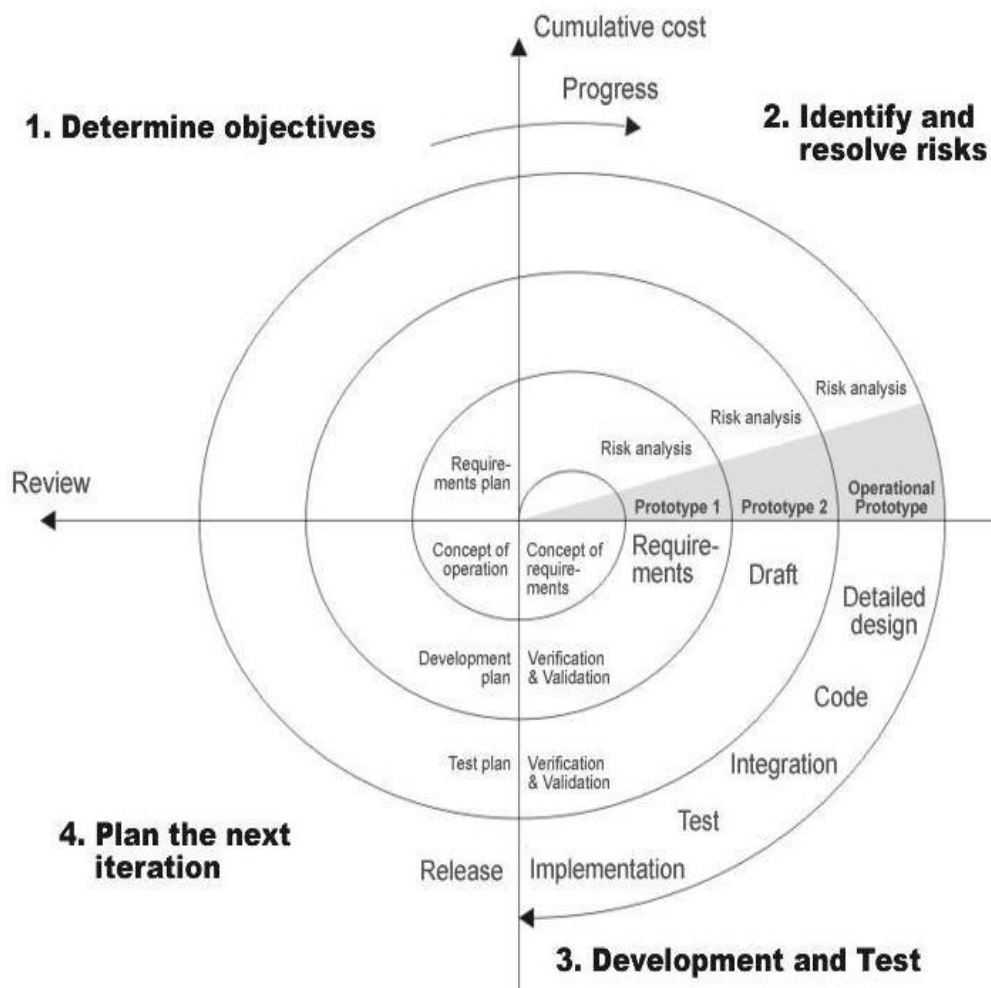 Cumulative cost
Progress
1. Determine objectives
2. Identify and
resolve risks
Risk analysis
Risk analysis
Risk analysis
Require-
ments plan
Review
Prototype 1
Prototype 2
Operational
Prototype
Concept of
operation
Concept of
require-
ments
Require-
ments
Draft
Detailed
design
Development
plan
Verification
& Validation
Code
Test plan
Verification
& Validation
Integration
Test
4. Plan the next
iteration
Release
Implementation
3. Development and Test